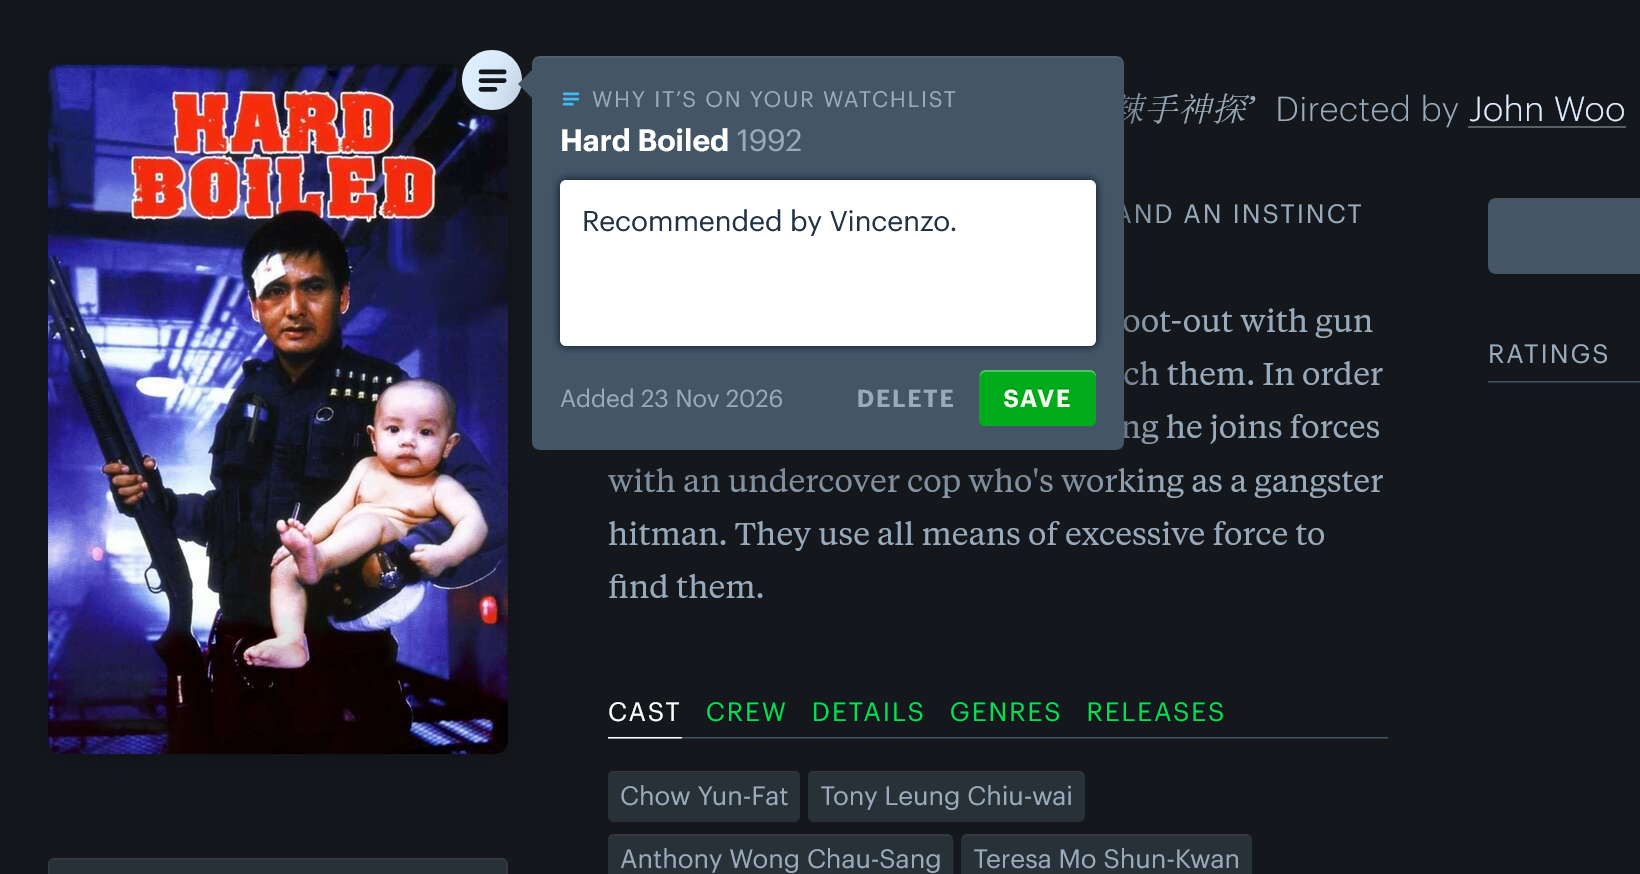 HARD
BOILED
WHY IT'S ON YOUR WATCHLIST
Hard Boiled 1992
Recommended by Vincenzo.
Added 23 Nov 2026
DELETE
SAVE
辣手神探’ Directed by John Woo
AND AN INSTINCT
oot-out with gun
ch them. In order
ng he joins forces
with an undercover cop who's working as a gangster
hitman. They use all means of excessive force to
find them.
RATINGS
CAST CREW DETAILS GENRES RELEASES
Chow Yun-Fat Tony Leung Chiu-wai
Anthony Wong Chau-Sang Teresa Mo Shun-Kwan